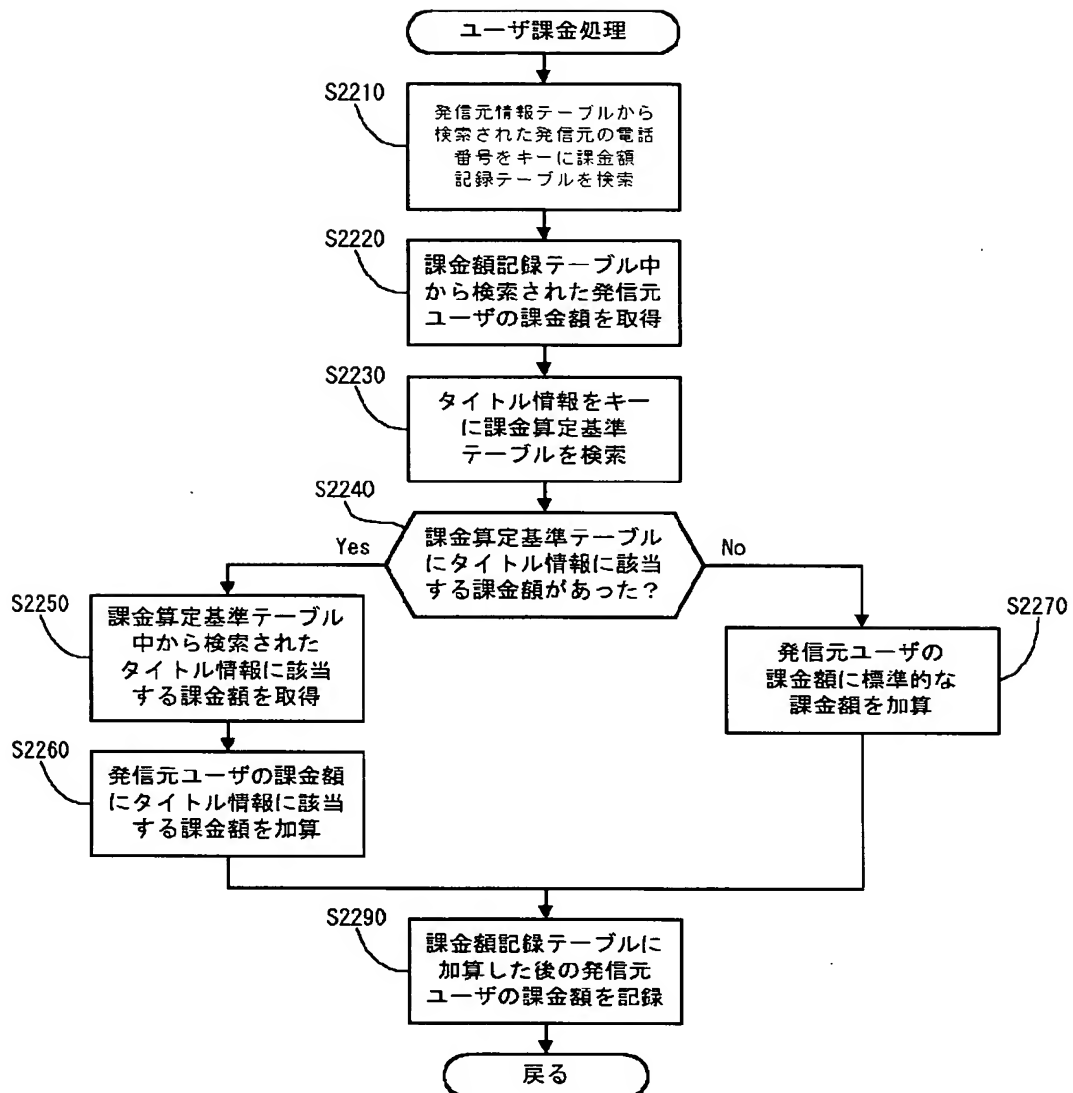 ユーザ課金処理
S2210
発信元情報テーブルから
検索された発信元の電話
番号をキーに課金額
記録テーブルを検索
S2220
課金額記録テーブル中
から検索された発信元
ユーザの課金額を取得
S2230
タイトル情報をキー
に課金算定基準
テーブルを検索
S2240
課金算定基準テーブル
にタイトル情報に該当
する課金額があった?
Yes
No
S2250
課金算定基準テーブル
中から検索された
タイトル情報に該当
する課金額を取得
S2270
発信元ユーザの
課金額に標準的な
課金額を加算
S2260
発信元ユーザの課金額
にタイトル情報に該当
する課金額を加算
S2290
課金額記録テーブルに
加算した後の発信元
ユーザの課金額を記録
戻る